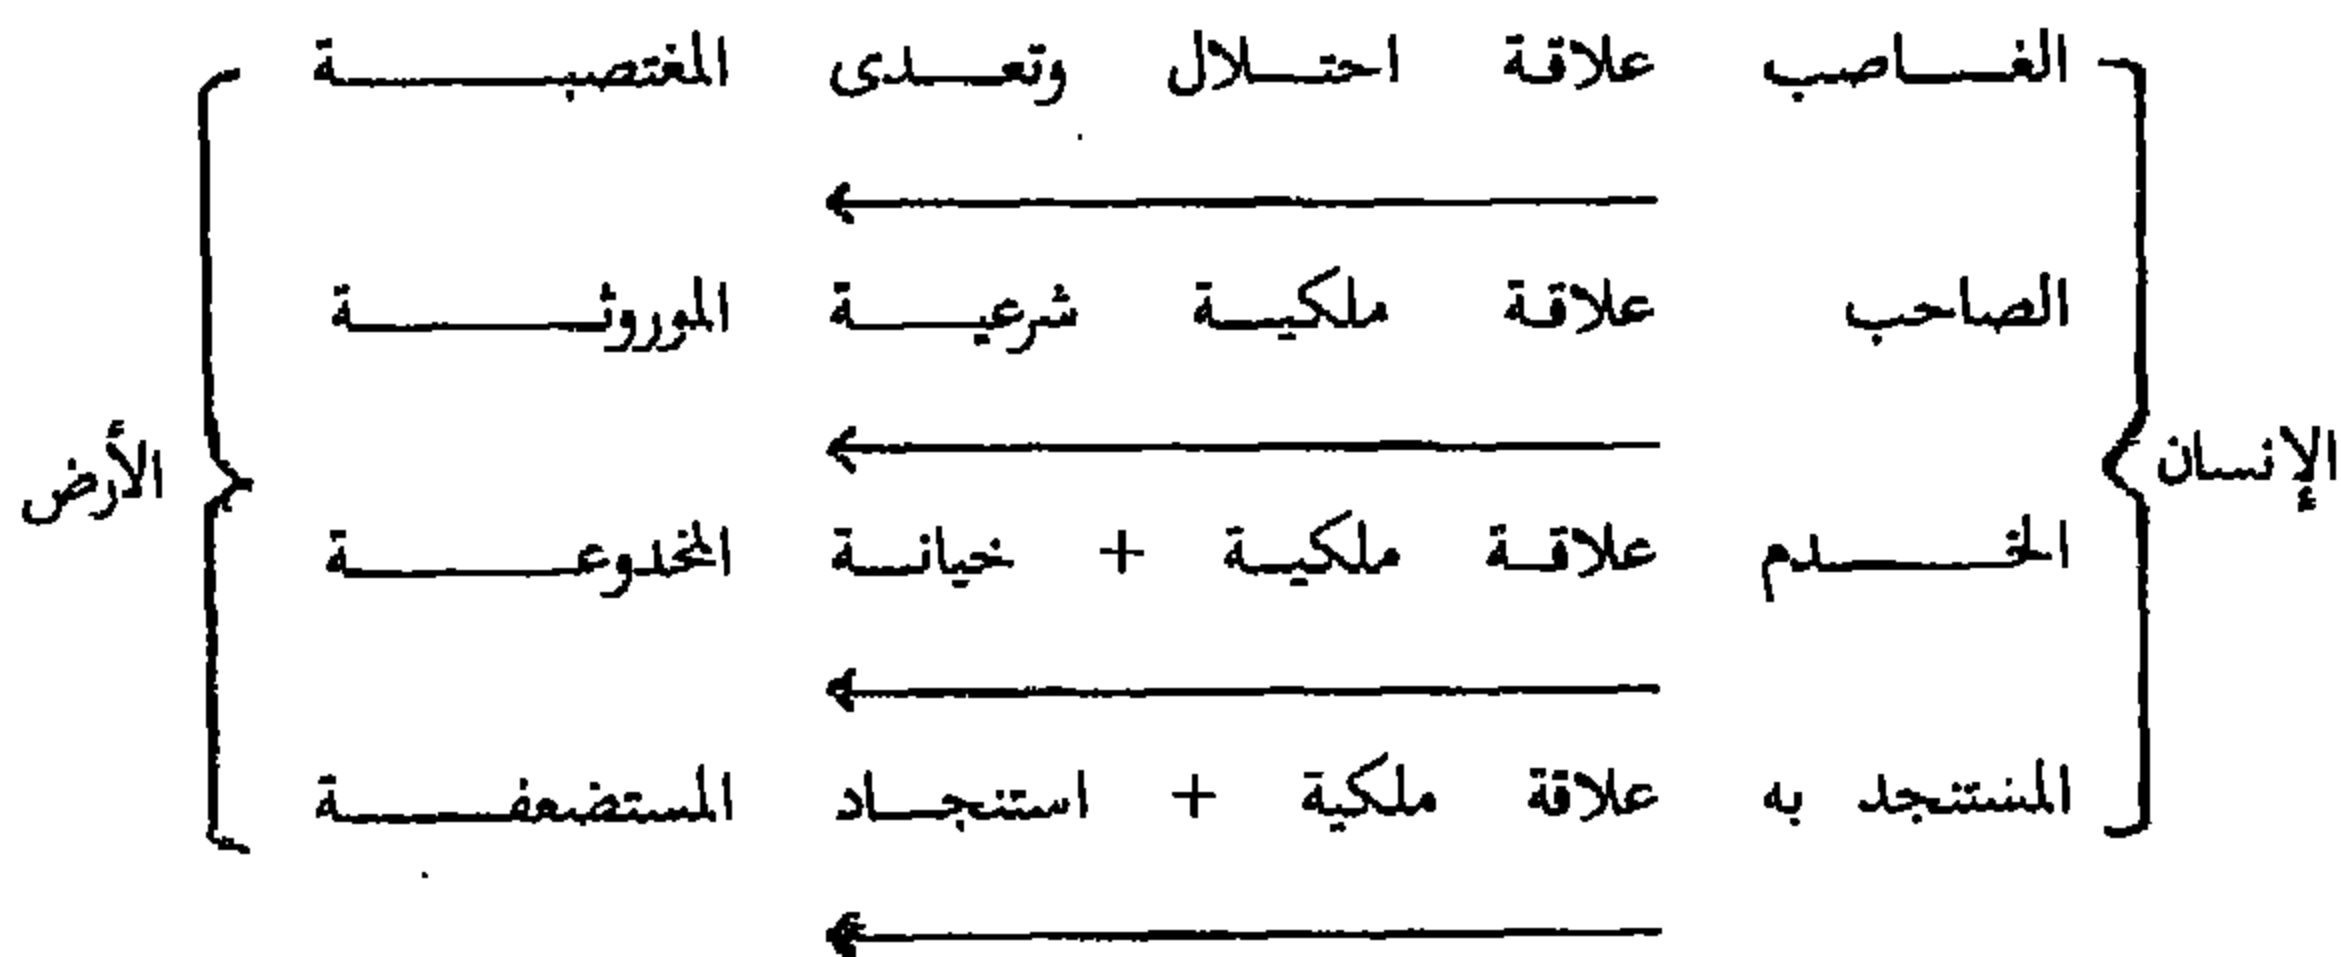 الغاصب علاقة احتلال وتعدى المغتصبة
الصاحب علاقة ملكية شرعية الموروثة
الإنسان الأرض
الخدم علاقة ملكية + خيانة المخدوعة
المستنجد به علاقة ملكية + استنجاد المستضعفة